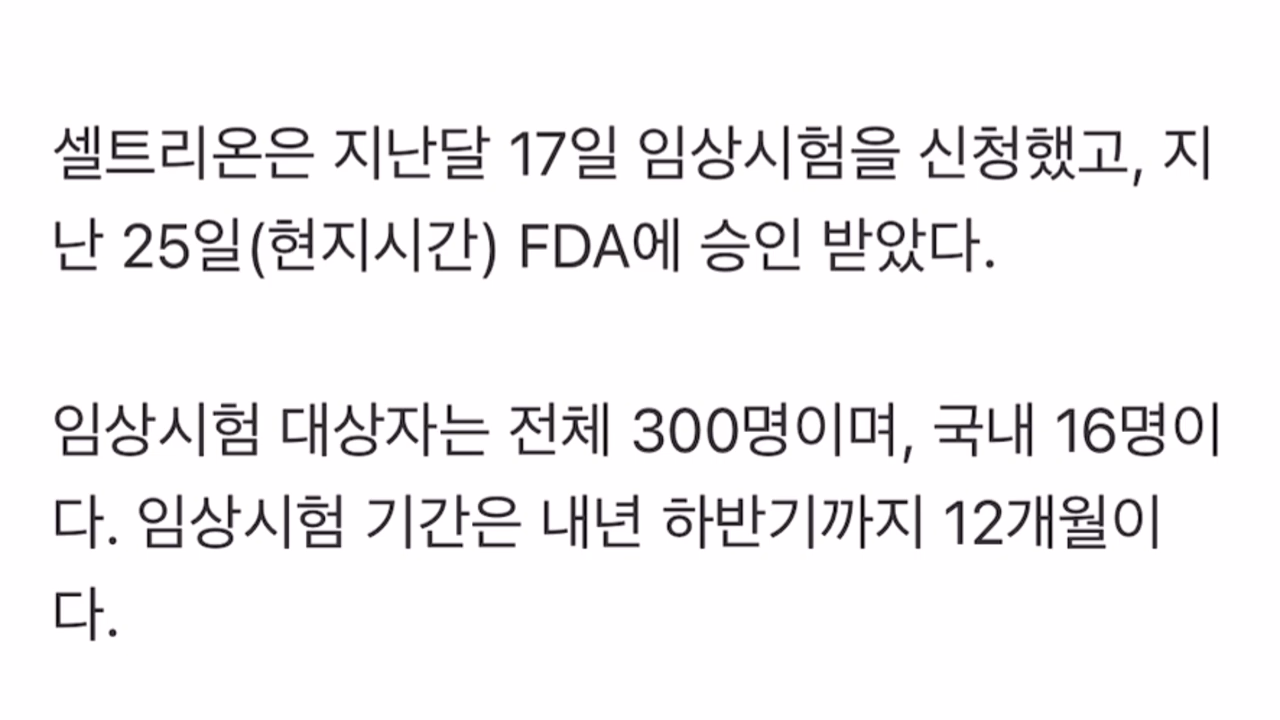 셀트리온은 지난달 17일 임상시험을 신청했고, 지
난 25일(현지시간) FDA에 승인 받았다.
임상시험 대상자는 전체 300명이며, 국내 16명이
다. 임상시험 기간은 내년 하반기까지 12개월이
다.